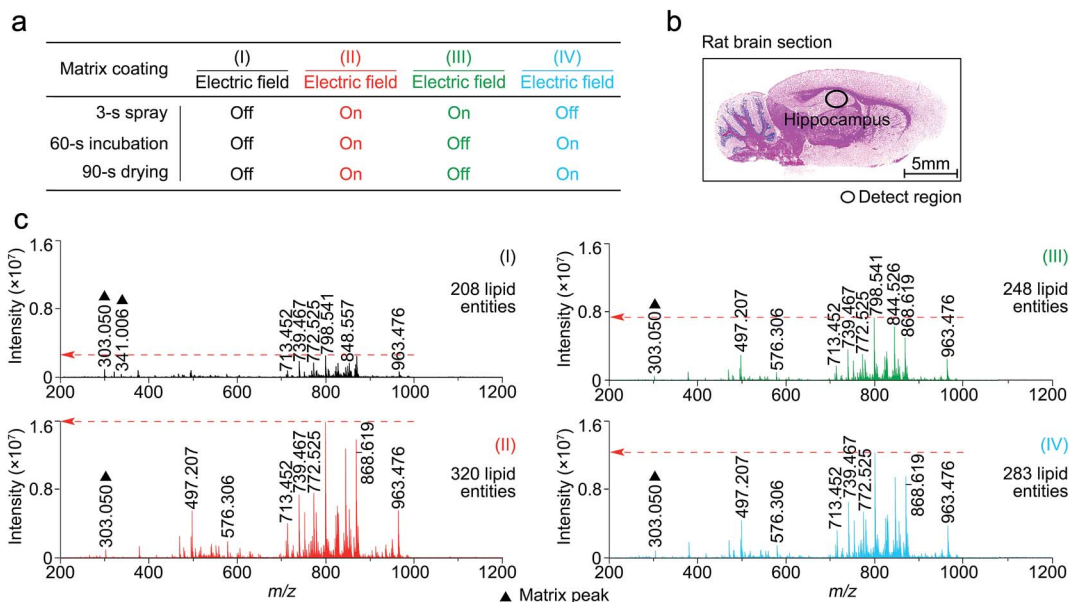 a
(I) (II) (III) (IV)
Matrix coating
Electric field Electric field Electric field Electric field
3-s spray Off On On Off
60-s incubation Off On Off On
90-s drying Off On Off On
b
Rat brain section
Hippocampus
5mm
Detect region
c
1.6
0.8
0
Intensity (×10⁷)
(I)
208 lipid
entities
▲ 303.050
▲ 341.006
713.452
739.467
772.525
798.541
848.557
963.476
200 400 600 800 1000 1200
1.6
0.8
0
Intensity (×10⁷)
(III)
248 lipid
entities
303.050▲
497.207
576.306
713.452
739.467
772.525
798.541
844.526
868.619
963.476
200 400 600 800 1000 1200
1.6
0.8
0
Intensity (×10⁷)
(II)
320 lipid
entities
303.050▲
497.207
576.306
713.452
739.467
772.525
868.619
963.476
200 400 600 800 1000 1200
m/z
1.6
0.8
0
Intensity (×10⁷)
(IV)
283 lipid
entities
303.050▲
497.207
576.306
713.452
739.467
772.525
868.619
963.476
200 400 600 800 1000 1200
m/z
▲ Matrix peak